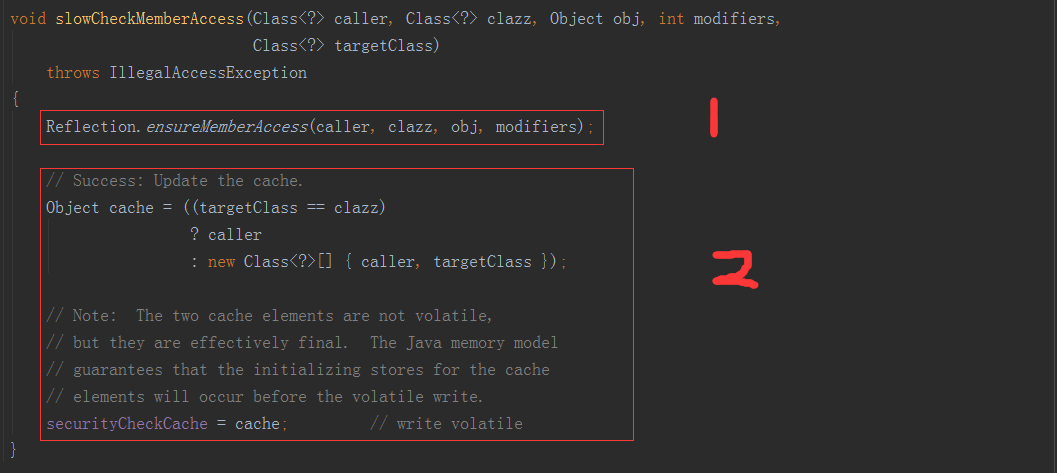 void slowCheckMemberAccess(Class<?> caller, Class<?> clazz, Object obj, int modifiers,
Class<?> targetClass)
throws IllegalAccessException
{
Reflection.ensureMemberAccess(caller, clazz, obj, modifiers);
1
// Success: Update the cache.
Object cache = ((targetClass == clazz)
? caller
: new Class<?>[] { caller, targetClass });
2
// Note:  The two cache elements are not volatile,
// but they are effectively final.  The Java memory model
// guarantees that the initializing stores for the cache
// elements will occur before the volatile write.
securityCheckCache = cache;         // write volatile
}